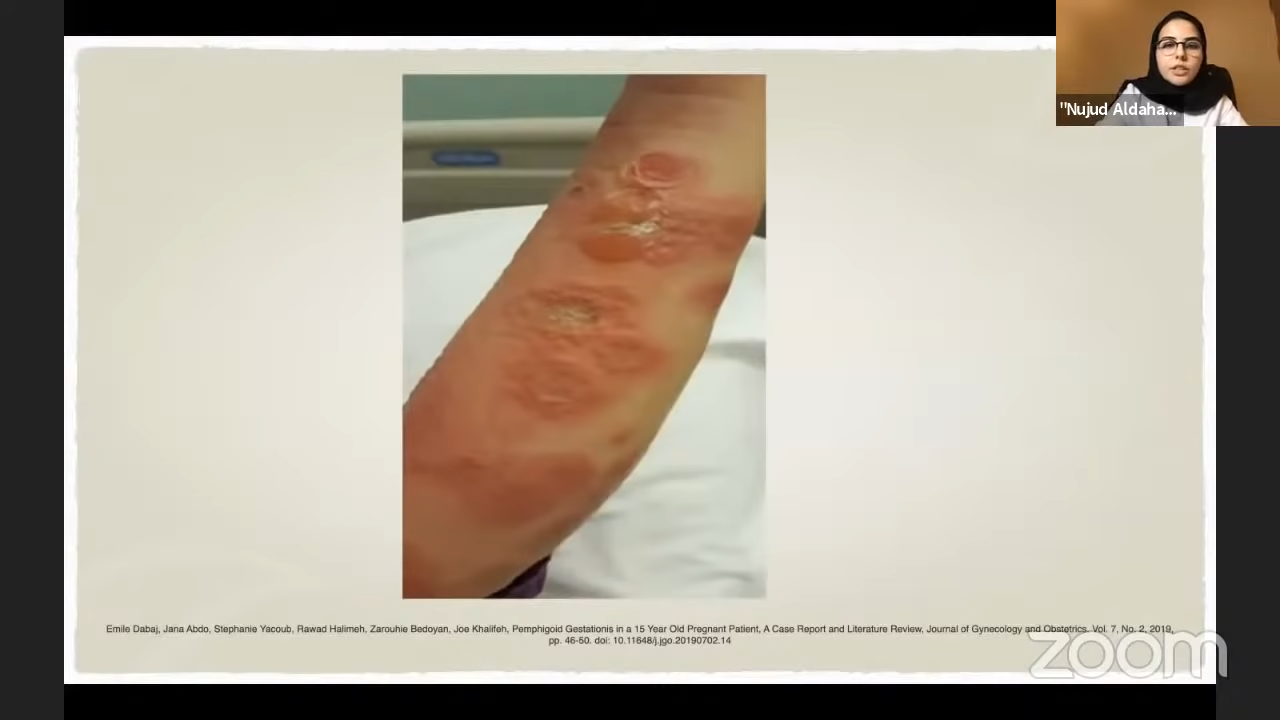 "Nujud Aldaha...
Emile Dabaj, Jana Abdo, Stephanie Yacoub, Rawad Halimeh, Zarouhie Bedoyan, Joe Khalifeh, Pemphigoid Gestationis in a 15 Year Old Pregnant Patient, A Case Report and Literature Review, Journal of Gynecology and Obstetrics. Vol. 7, No. 2, 2019,
pp. 46-50. doi: 10.11648/j.jgo.20190702.14
zoom